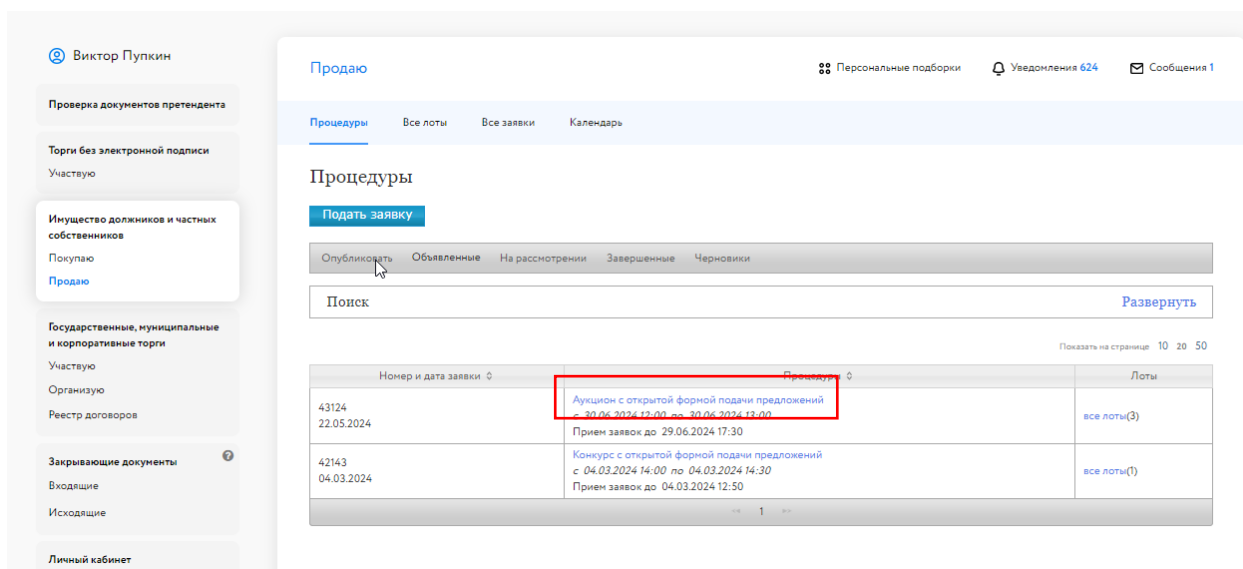 Виктор Пупкин
Проверка документов претендента
Торги без электронной подписи
Участвую
Имущество должников и частных
собственников
Покупаю
Продаю
Государственные, муниципальные
и корпоративные торги
Участвую
Организую
Реестр договоров
Закрывающие документы ?
Входящие
Исходящие
Личный кабинет
Продаю
Персональные подборки Уведомления 624 Сообщения 1
Процедуры Все лоты Все заявки Календарь
Процедуры
Подать заявку
Опубликовать Объявленные На рассмотрении Завершенные Черновики
Поиск Развернуть
Показать на странице 10 20 50
Номер и дата заявки Процедуры Лоты
43124
22.05.2024
Аукцион с открытой формой подачи предложений
с 30.06.2024 12:00 по 30.06.2024 13:00
Прием заявок до 29.06.2024 17:30
все лоты(3)
42143
04.03.2024
Конкурс с открытой формой подачи предложений
с 04.03.2024 14:00 по 04.03.2024 14:30
Прием заявок до 04.03.2024 12:50
все лоты(1)
1